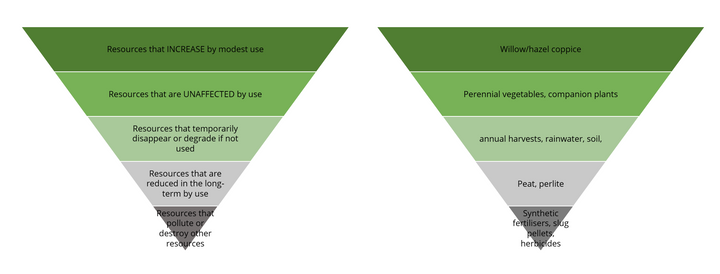 Resources that INCREASE by modest use
Resources that are UNAFFECTED by use
Resources that temporarily
disappear or degrade if not
used
Resources that are
reduced in the long-
term by use
Resources that
pollute or
destroy other
resources
Willow/hazel coppice
Perennial vegetables, companion plants
annual harvests, rainwater, soil,
Peat, perlite
Synthetic
fertilisers, slug
pellets,
herbicides